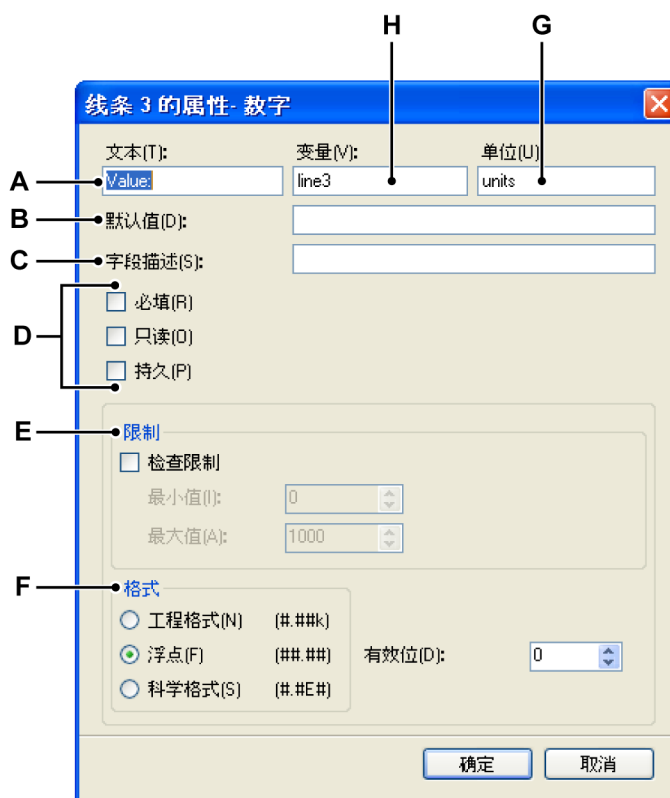 H G
线条 3 的属性- 数字
文本(T): 变量(V): 单位(U)
A Value: line3 units
B 默认值(D):
C 字段描述(S):
必填(R)
D 只读(O)
持久(P)
E 限制
检查限制
最小值(I): 0
最大值(A): 1000
F 格式
工程格式(N) (#.##k)
浮点(F) (##.##) 有效位(D): 0
科学格式(S) (#.#E#)
确定 取消